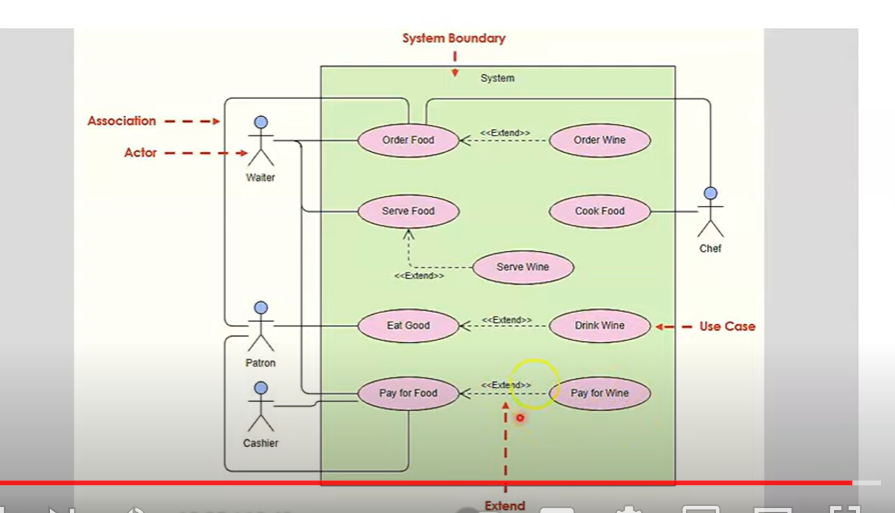 System Boundary
System
Association
Order Food
<<Extend>>
Order Wine
Actor
Waiter
Serve Food
Cook Food
Chef
Serve Wine
<<Extend>>
Eat Good
<<Extend>>
Drink Wine
Use Case
Patron
Pay for Food
<<Extend>>
Pay for Wine
Cashier
Extend